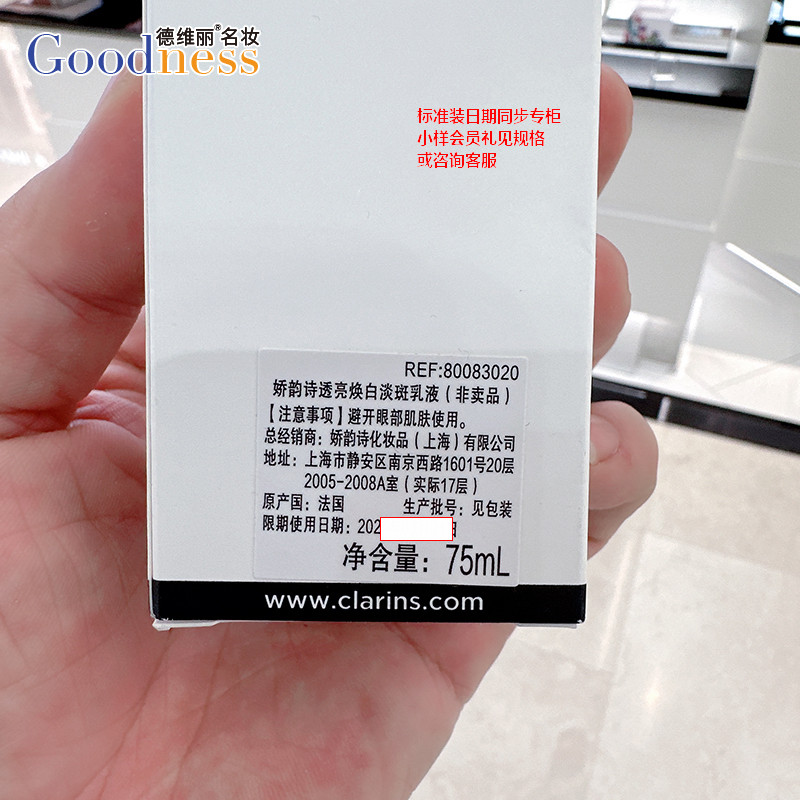 德维丽®名妆
Goodness
标准装日期同步专柜
小样会员礼见规格
或咨询客服
REF:80083020
娇韵诗透亮焕白淡斑乳液（非卖品）
【注意事项】避开眼部肌肤使用。
总经销商：娇韵诗化妆品（上海）有限公司
地址：上海市静安区南京西路1601号20层
2005-2008A室（实际17层）
原产国：法国 生产批号：见包装
限期使用日期：202
净含量：75mL
www.clarins.com